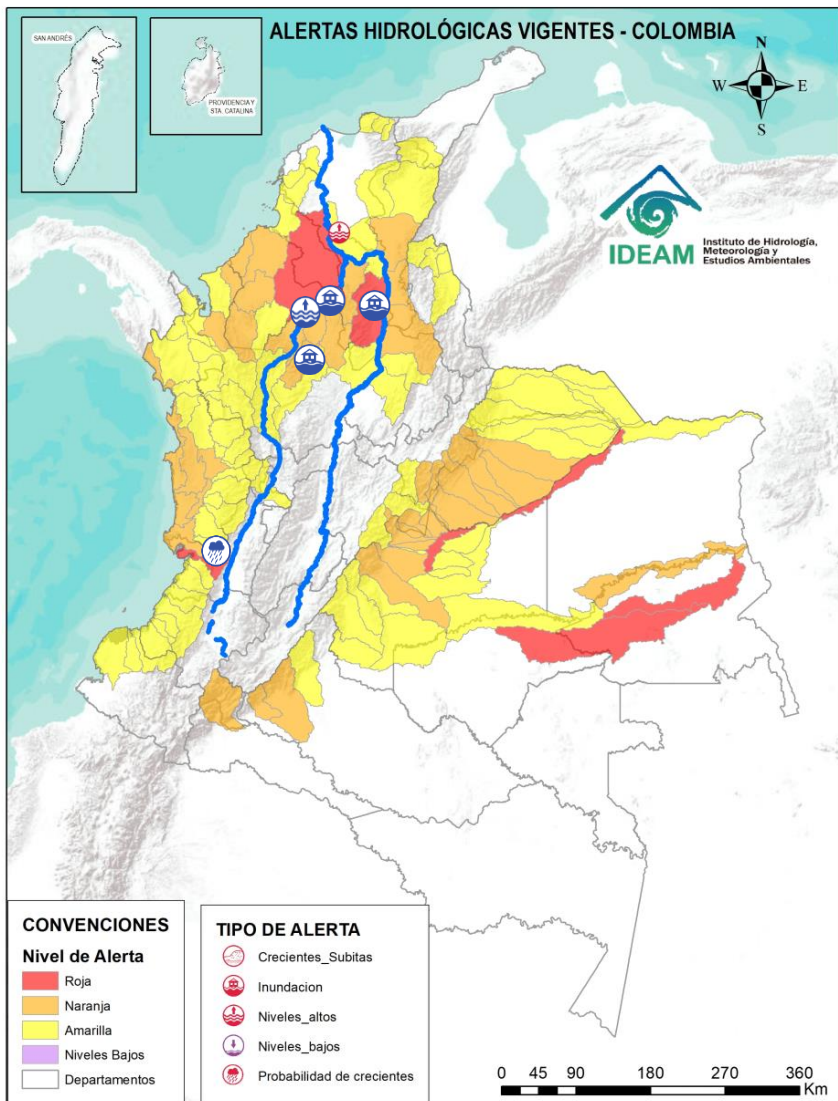 ALERTAS HIDROLÓGICAS VIGENTES - COLOMBIA
SAN ANDRÉS
PROVIDENCIA Y
STA. CATALINA
N
W
E
S
IDEAM
Instituto de Hidrología,
Meteorología y
Estudios Ambientales
CONVENCIONES
Nivel de Alerta
Roja
Naranja
Amarilla
Niveles Bajos
Departamentos
TIPO DE ALERTA
Crecientes_Subitas
Inundacion
Niveles_altos
Niveles_bajos
Probabilidad de crecientes
0 45 90 180 270 360
Km